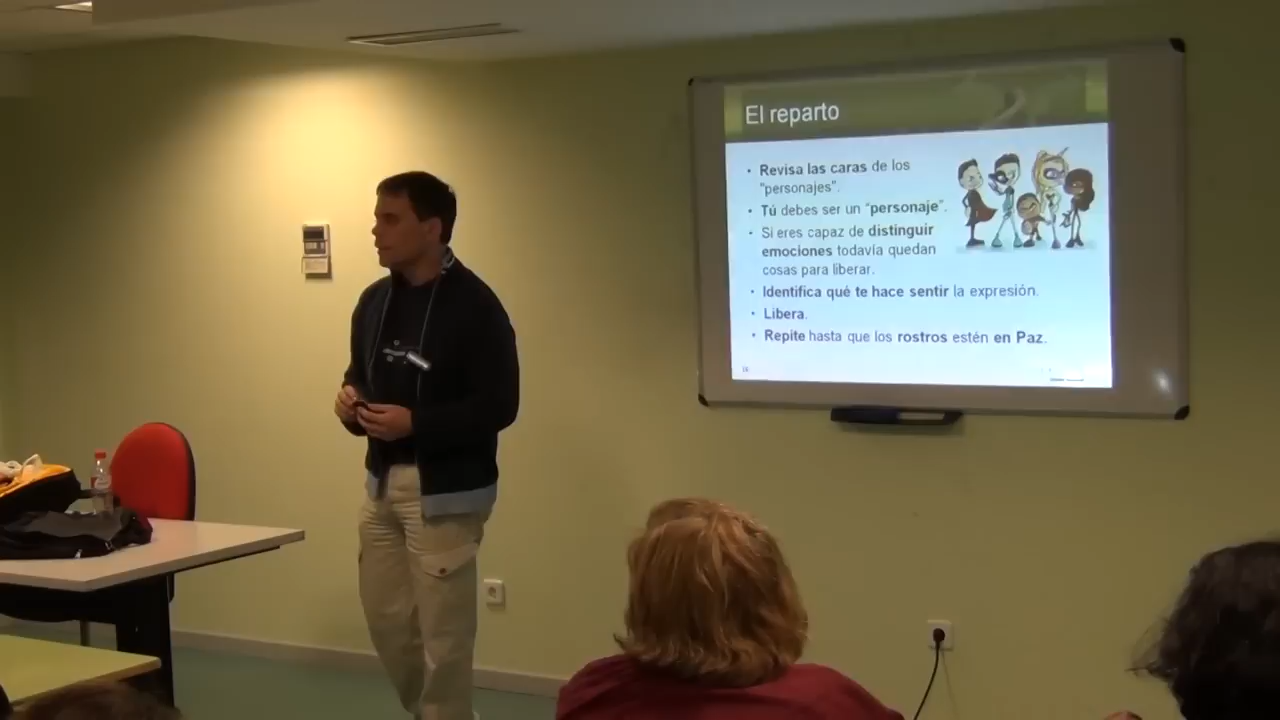 El reparto
• Revisa las caras de los
"personajes".
• Tú debes ser un "personaje".
• Si eres capaz de distinguir
emociones todavía quedan
cosas para liberar.
• Identifica qué te hace sentir la expresión.
• Libera.
• Repite hasta que los rostros estén en Paz.